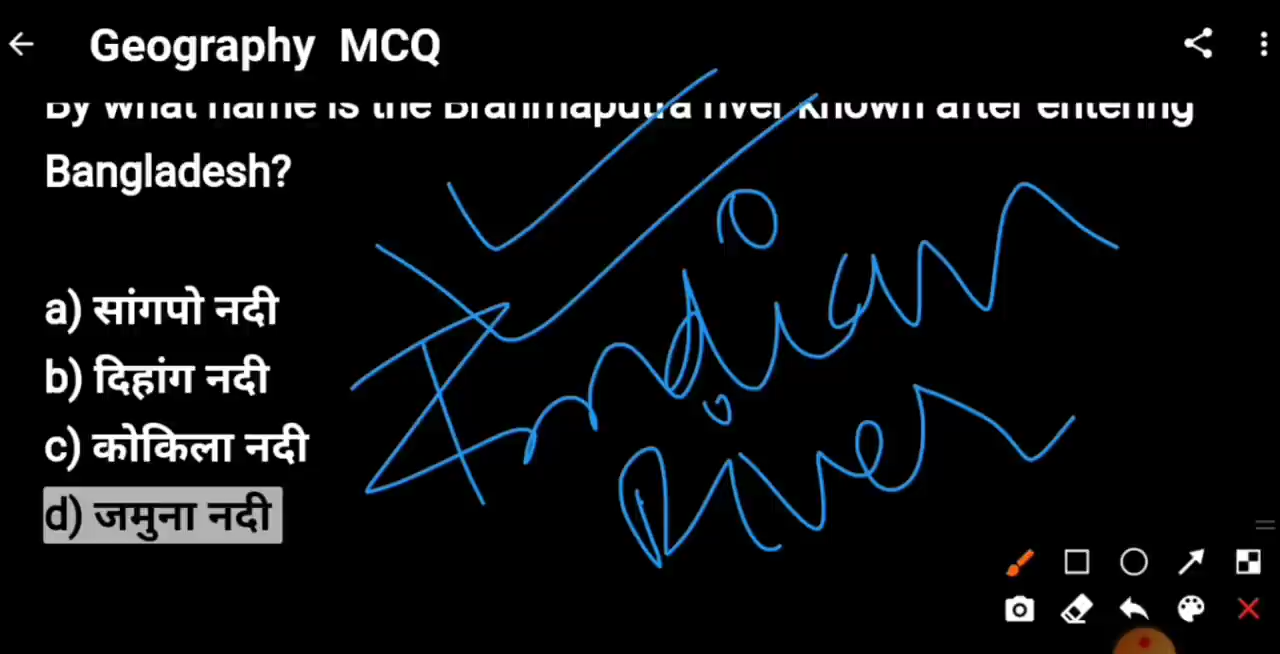 Geography MCQ
By what name is the Brahmaputra river known after entering
Bangladesh?
a) सांगपो नदी
b) दिहांग नदी
c) कोकिला नदी
d) जमुना नदी
Indian
River